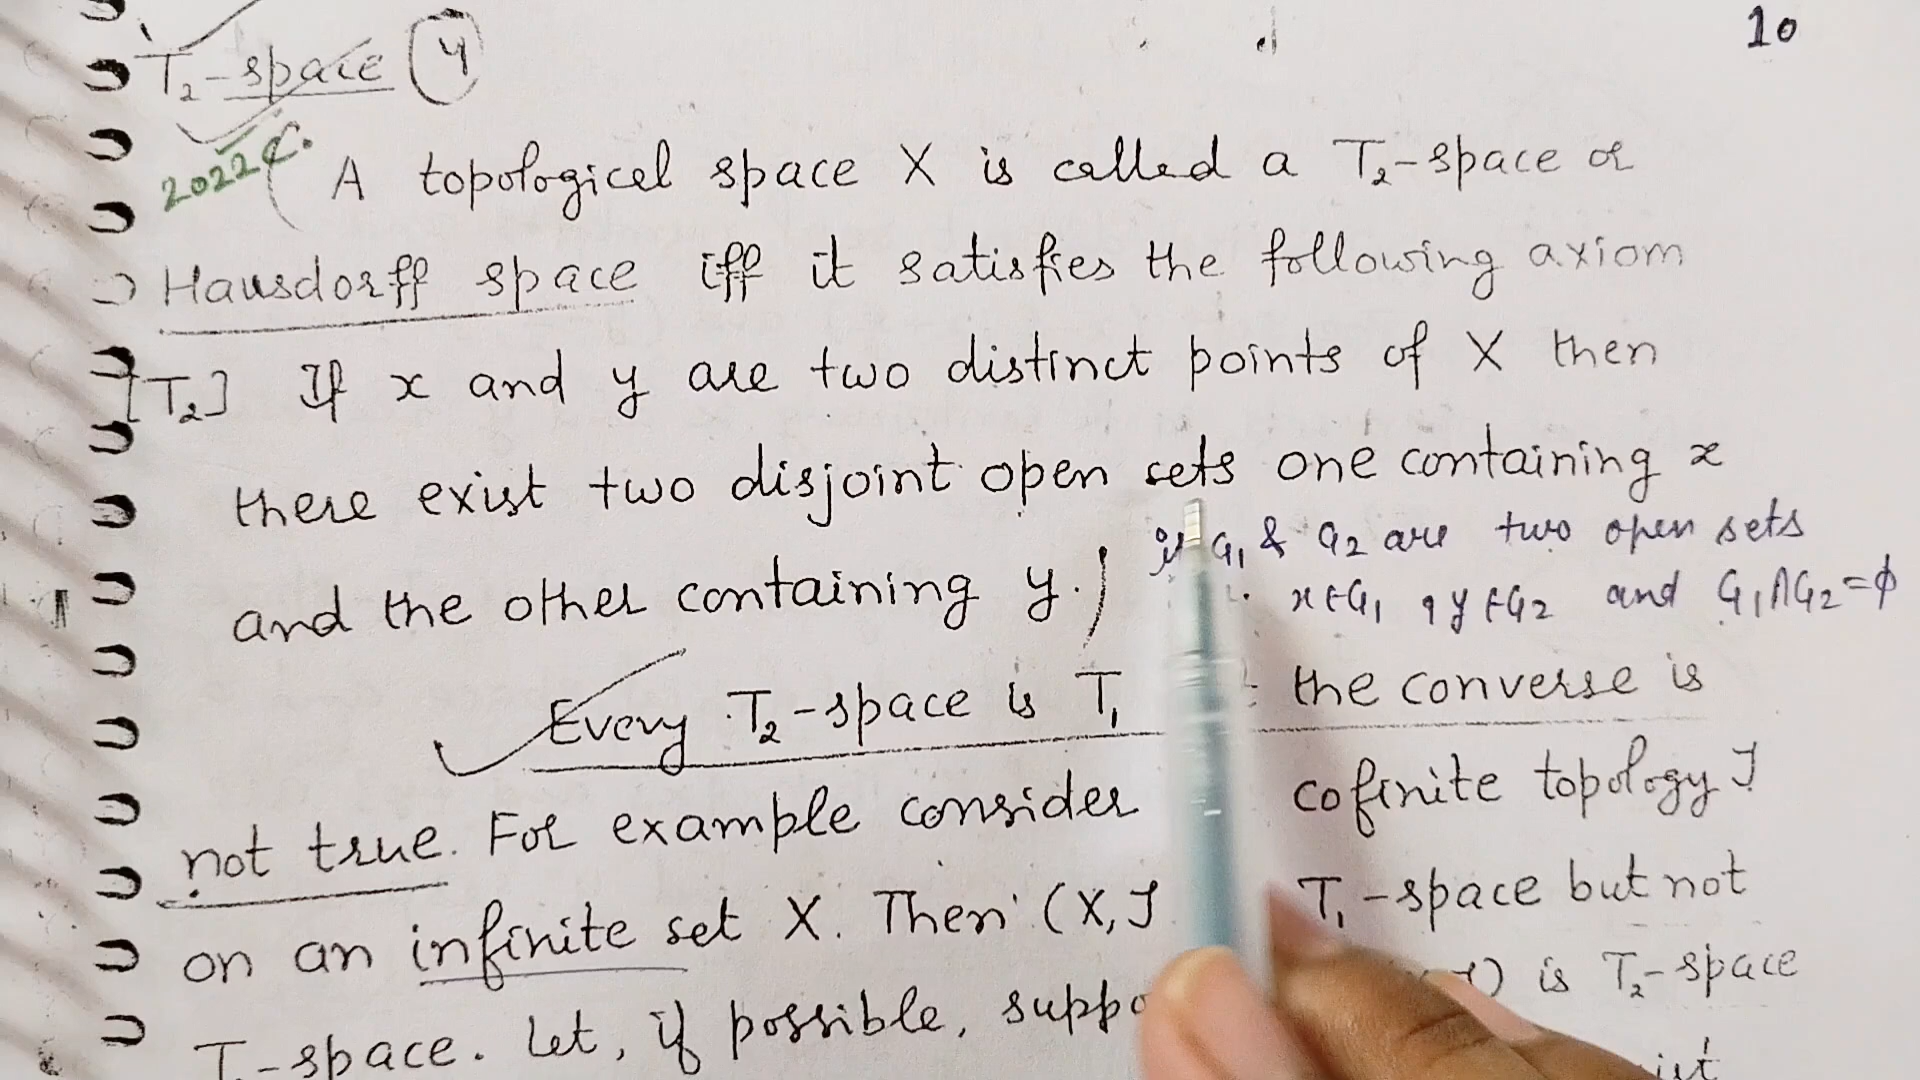 10
T₂-space 4
2022 C.
A topological space X is called a T₂-space or
Hausdorff space iff it satisfies the following axiom
[T₂] If x and y are two distinct points of X then
there exist two disjoint open sets one containing x
G₁ & G₂ are two open sets
and the other containing y.)
x∈G₁, y∈G₂ and G₁∩G₂=φ
Every T₂-space is T₁ the converse is
not true. For example consider cofinite topology J
on an infinite set X. Then (X,J T₁-space but not
T₂-space. Let, if possible, suppo ) is T₂-space